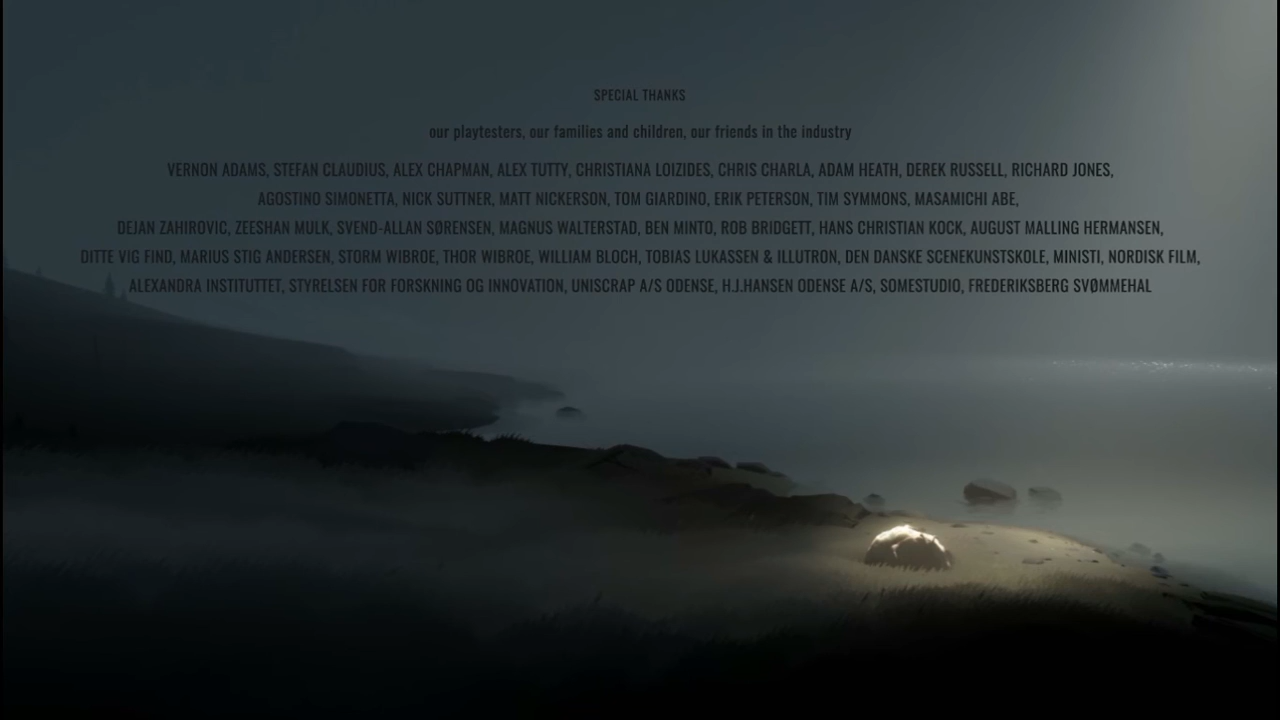 SPECIAL THANKS
our playtesters, our families and children, our friends in the industry
VERNON ADAMS, STEFAN CLAUDIUS, ALEX CHAPMAN, ALEX TUTTY, CHRISTIANA LOIZIDES, CHRIS CHARLA, ADAM HEATH, DEREK RUSSELL, RICHARD JONES,
AGOSTINO SIMONETTA, NICK SUTTNER, MATT NICKERSON, TOM GIARDINO, ERIK PETERSON, TIM SYMMONS, MASAMICHI ABE,
DEJAN ZAHIROVIC, ZEESHAN MULK, SVEND-ALLAN SØRENSEN, MAGNUS WALTERSTAD, BEN MINTO, ROB BRIDGETT, HANS CHRISTIAN KOCK, AUGUST MALLING HERMANSEN,
DITTE VIG FIND, MARIUS STIG ANDERSEN, STORM WIBROE, THOR WIBROE, WILLIAM BLOCH, TOBIAS LUKASSEN & ILLUTRON, DEN DANSKE SCENEKUNSTSKOLE, MINISTI, NORDISK FILM,
ALEXANDRA INSTITUTTET, STYRELSEN FOR FORSKNING OG INNOVATION, UNISCRAP A/S ODENSE, H.J.HANSEN ODENSE A/S, SOMESTUDIO, FREDERIKSBERG SVØMMEHAL